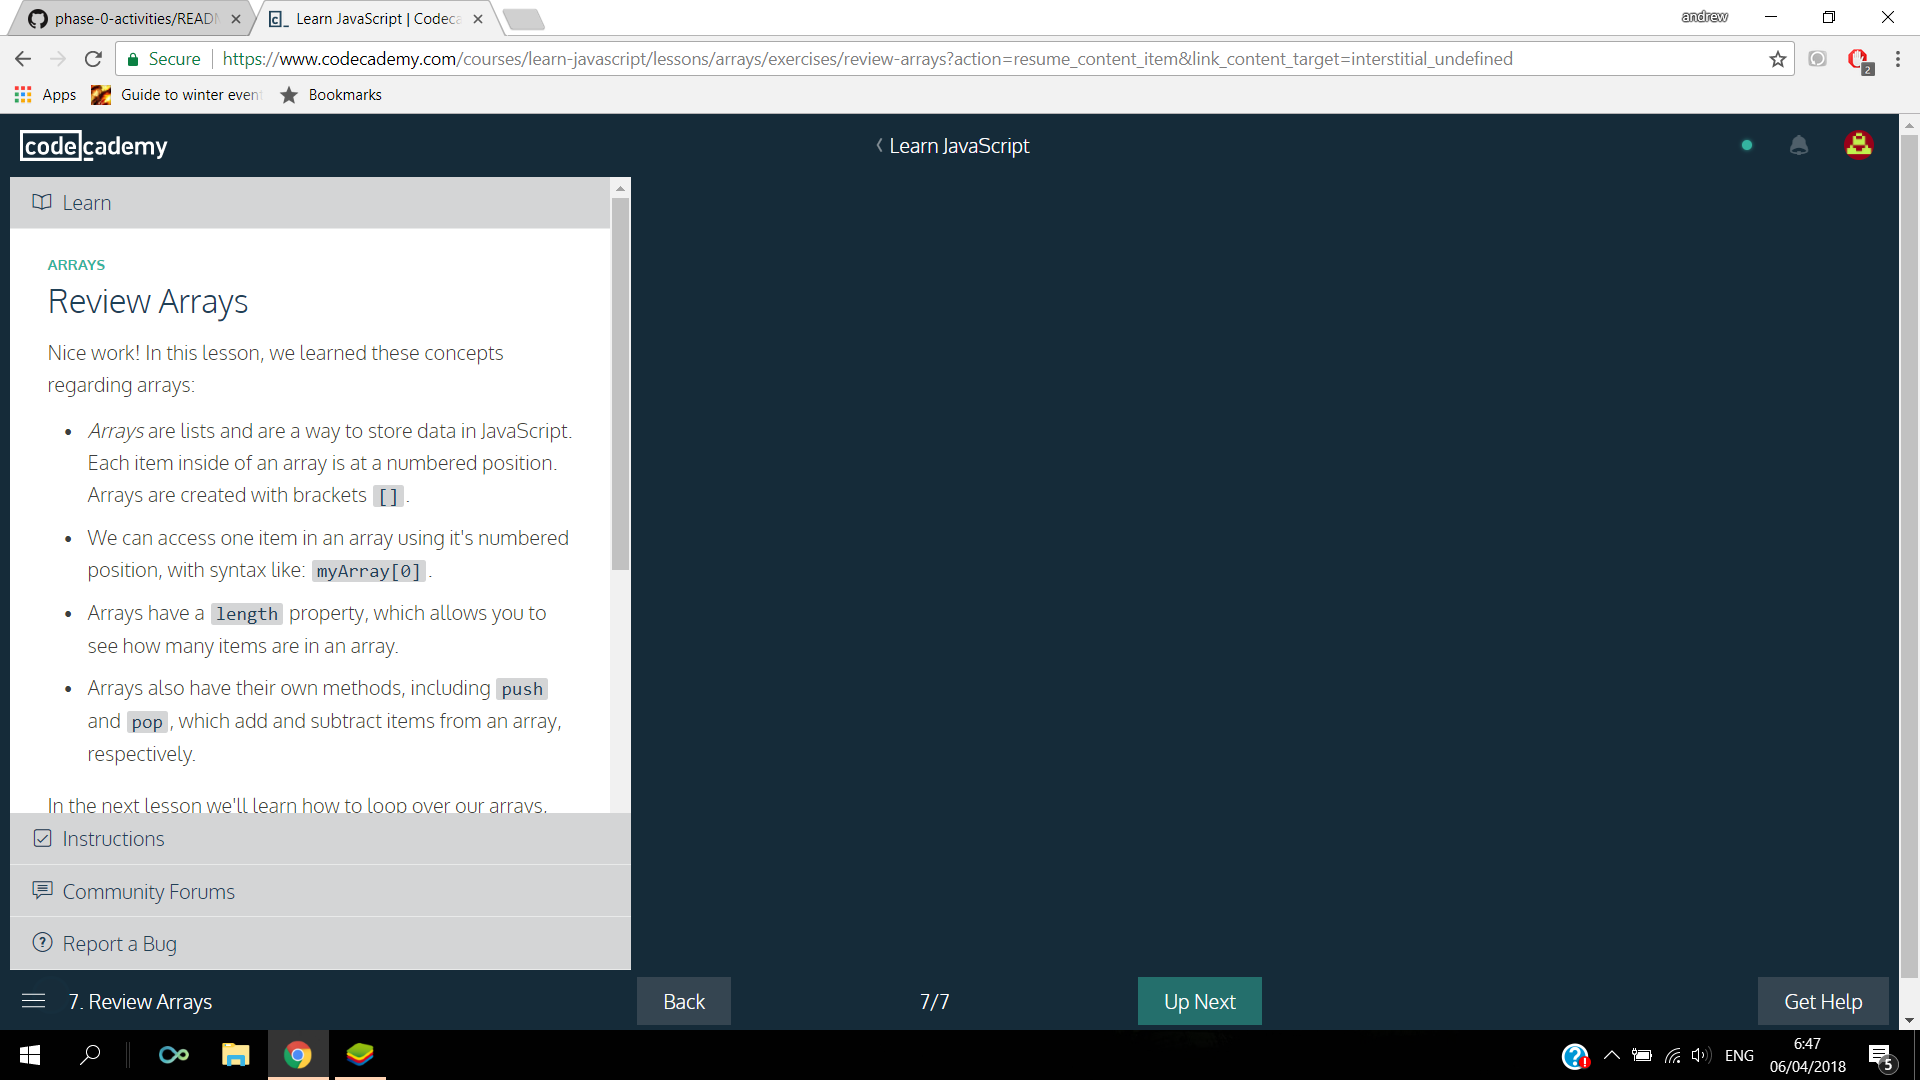 phase-0-activities/READM
Learn JavaScript | Codeca
andrew
Secure
https://www.codecademy.com/courses/learn-javascript/lessons/arrays/exercises/review-arrays?action=resume_content_item&link_content_target=interstitial_undefined
2
Apps
Guide to winter even
Bookmarks
codecademy
Learn JavaScript
Learn
ARRAYS
Review Arrays
Nice work! In this lesson, we learned these concepts
regarding arrays:
• Arrays are lists and are a way to store data in JavaScript.
Each item inside of an array is at a numbered position.
Arrays are created with brackets [].
• We can access one item in an array using it's numbered
position, with syntax like: myArray[0].
• Arrays have a length property, which allows you to
see how many items are in an array.
• Arrays also have their own methods, including push
and pop, which add and subtract items from an array,
respectively.
In the next lesson we'll learn how to loop over our arrays.
Instructions
Community Forums
Report a Bug
7. Review Arrays
Back
7/7
Up Next
Get Help
ENG
6:47
06/04/2018
5